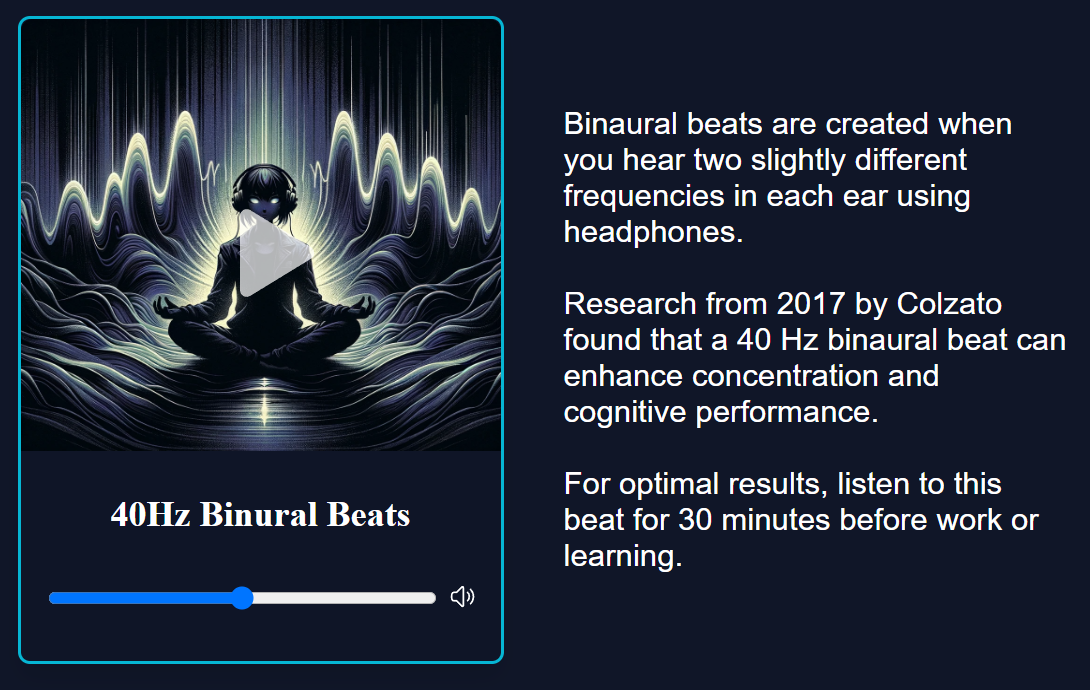 40Hz Binural Beats
Binaural beats are created when
you hear two slightly different
frequencies in each ear using
headphones.
Research from 2017 by Colzato
found that a 40 Hz binaural beat can
enhance concentration and
cognitive performance.
For optimal results, listen to this
beat for 30 minutes before work or
learning.